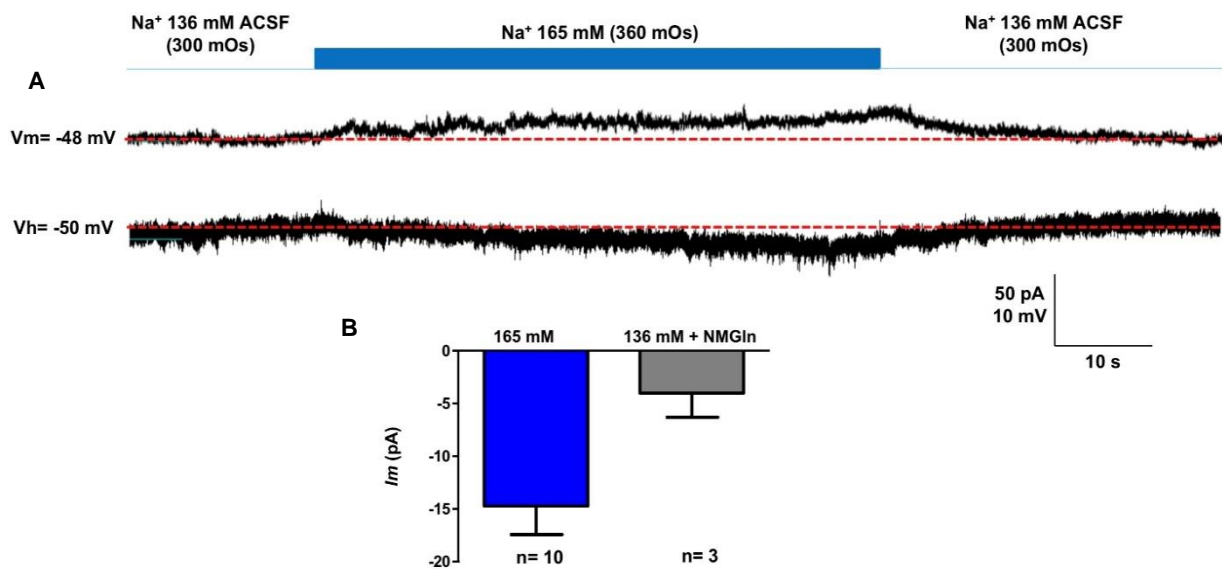 Na⁺ 136 mM ACSF
(300 mOs)
Na⁺ 165 mM (360 mOs)
Na⁺ 136 mM ACSF
(300 mOs)
A
Vm= -48 mV
Vh= -50 mV
50 pA
10 mV
10 s
B
165 mM
136 mM + NMGln
0
-5
-10
-15
-20
Im (pA)
n= 10
n= 3